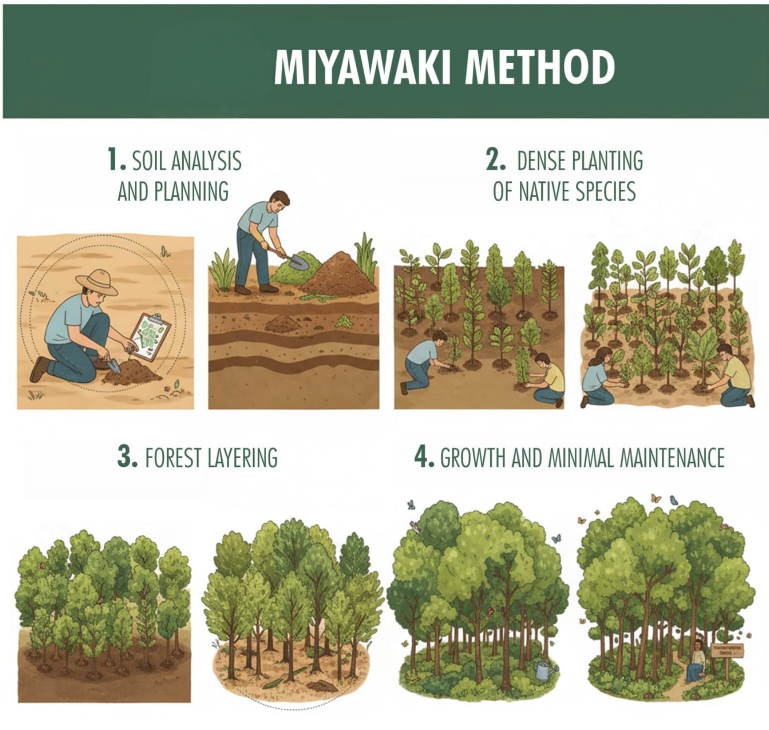 MIYAWAKI METHOD
1. SOIL ANALYSIS
AND PLANNING
2. DENSE PLANTING
OF NATIVE SPECIES
3. FOREST LAYERING
4. GROWTH AND MINIMAL MAINTENANCE